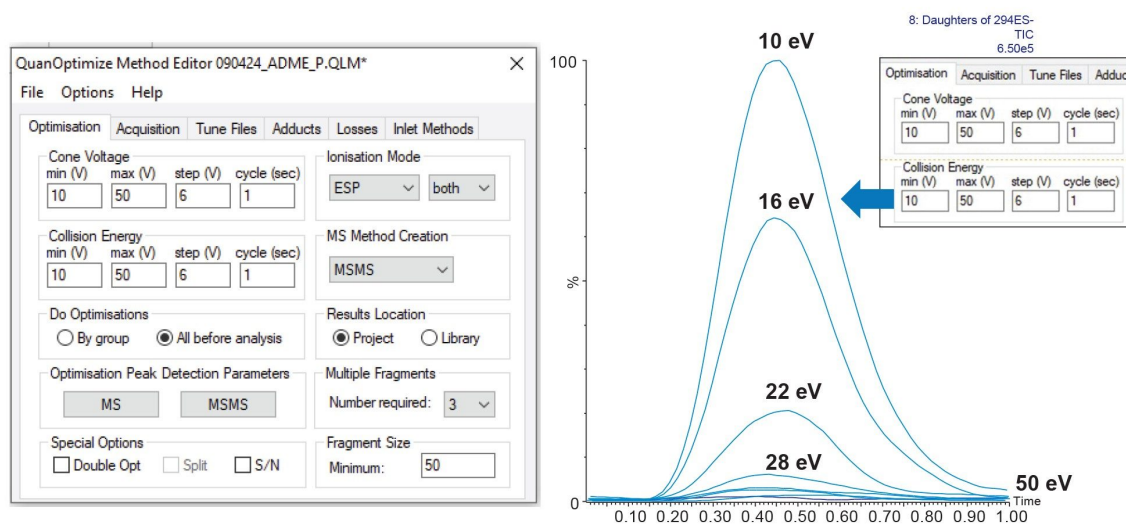 QuanOptimize Method Editor 090424_ADME_P.QLM*
File Options Help
Optimisation Acquisition Tune Files Adducts Losses Inlet Methods
Cone Voltage
min (V) max (V) step (V) cycle (sec)
10 50 6 1
Ionisation Mode
ESP both
Collision Energy
min (V) max (V) step (V) cycle (sec)
10 50 6 1
MS Method Creation
MSMS
Do Optimisations
By group All before analysis
Results Location
Project Library
Optimisation Peak Detection Parameters
MS MSMS
Multiple Fragments
Number required: 3
Special Options
Double Opt Split S/N
Fragment Size
Minimum: 50
8: Daughters of 294ES-
TIC
6.50e5
10 eV
100
Optimisation Acquisition Tune Files Adduc
Cone Voltage
min (V) max (V) step (V) cycle (sec)
10 50 6 1
Collision Energy
min (V) max (V) step (V) cycle (sec)
10 50 6 1
16 eV
%
22 eV
28 eV
50 eV
0
Time
0.10 0.20 0.30 0.40 0.50 0.60 0.70 0.80 0.90 1.00